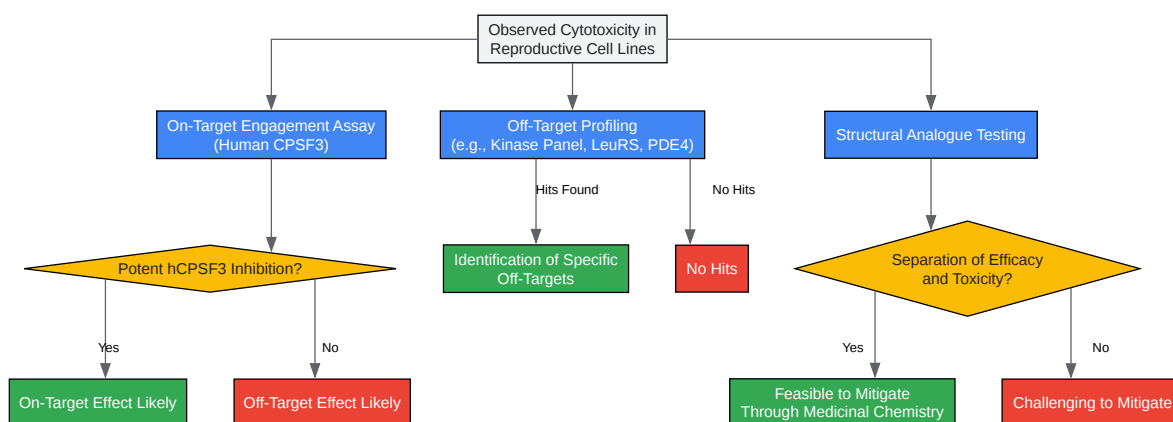 Observed Cytotoxicity in
Reproductive Cell Lines
On-Target Engagement Assay
(Human CPSF3)
Off-Target Profiling
(e.g., Kinase Panel, LeuRS, PDE4)
Structural Analogue Testing
Hits Found
No Hits
Potent hCPSF3 Inhibition?
Identification of Specific
Off-Targets
No Hits
Separation of Efficacy
and Toxicity?
Yes
No
Yes
No
On-Target Effect Likely
Off-Target Effect Likely
Feasible to Mitigate
Through Medicinal Chemistry
Challenging to Mitigate